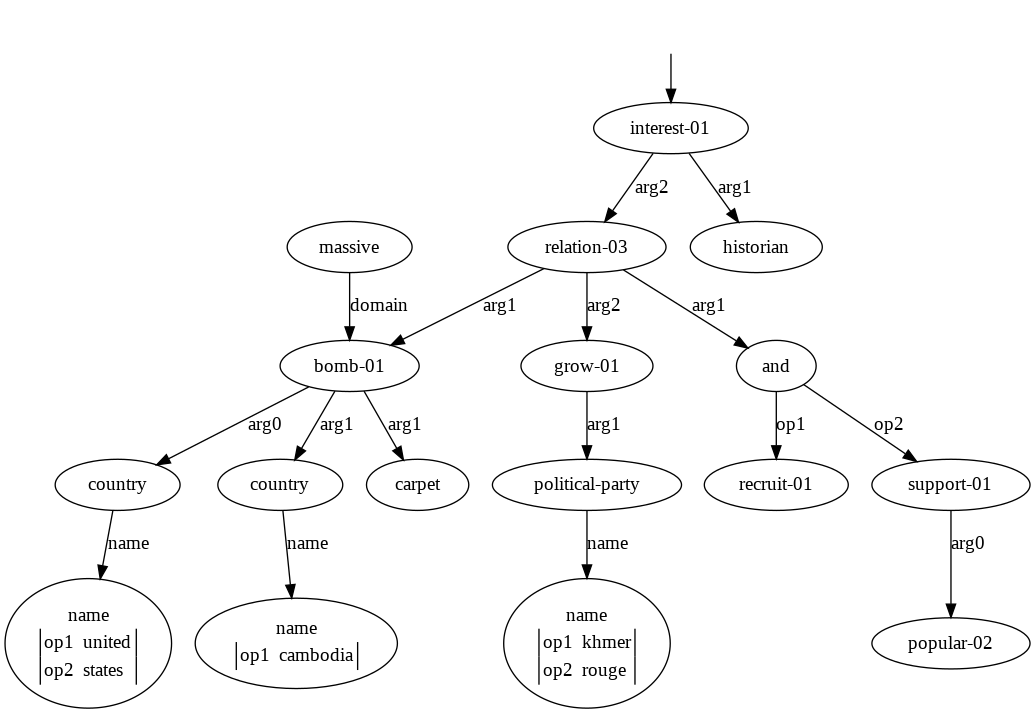 interest-01
arg2 arg1
massive relation-03 historian
domain arg1 arg2 arg1
bomb-01 grow-01 and
arg0 arg1 arg1 arg1 op1 op2
country country carpet political-party recruit-01 support-01
name name name arg0
name
op1 united
op2 states
name
op1 cambodia
name
op1 khmer
op2 rouge
popular-02